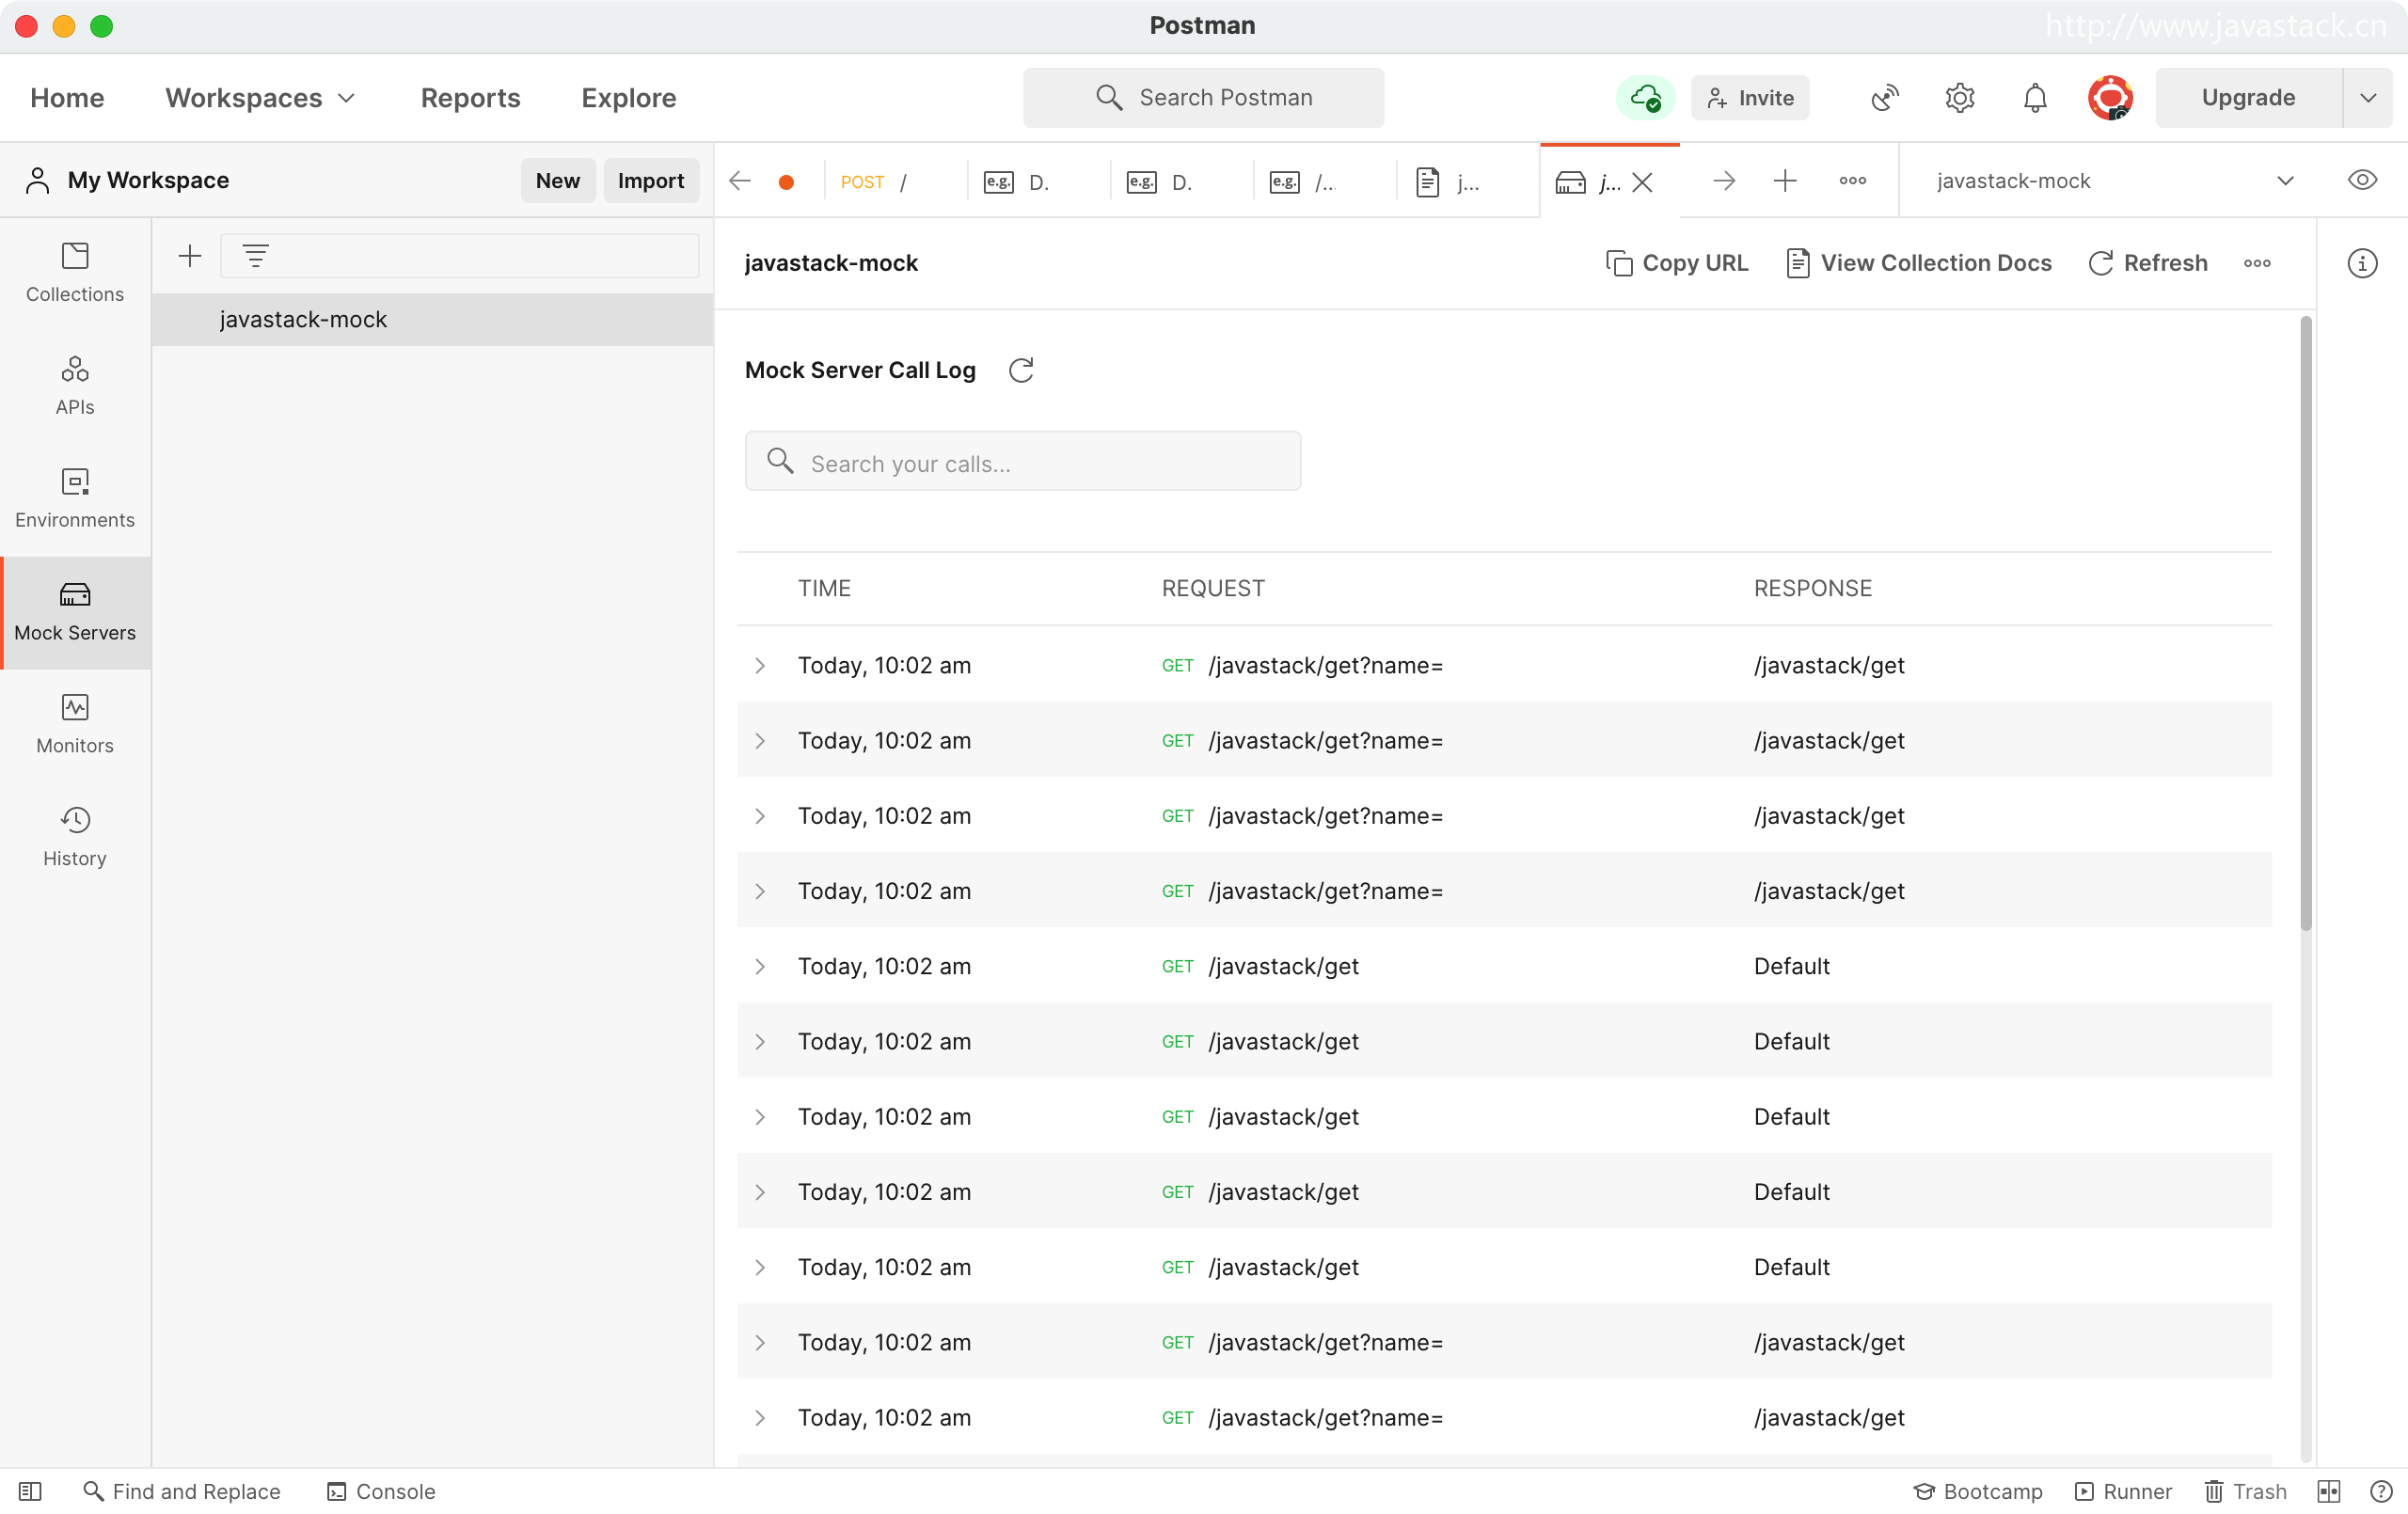 Postman
http://www.javastack.cn
Home Workspaces Reports Explore Search Postman Invite Upgrade
My Workspace New Import POST / e.g. D. e.g. D. e.g. /... j... j... javastack-mock
Collections
APIs
Environments
Mock Servers
Monitors
History
javastack-mock
javastack-mock Copy URL View Collection Docs Refresh
Mock Server Call Log
Search your calls...
TIME REQUEST RESPONSE
Today, 10:02 am GET /javastack/get?name= /javastack/get
Today, 10:02 am GET /javastack/get?name= /javastack/get
Today, 10:02 am GET /javastack/get?name= /javastack/get
Today, 10:02 am GET /javastack/get?name= /javastack/get
Today, 10:02 am GET /javastack/get Default
Today, 10:02 am GET /javastack/get Default
Today, 10:02 am GET /javastack/get Default
Today, 10:02 am GET /javastack/get Default
Today, 10:02 am GET /javastack/get Default
Today, 10:02 am GET /javastack/get?name= /javastack/get
Today, 10:02 am GET /javastack/get?name= /javastack/get
Find and Replace Console Bootcamp Runner Trash